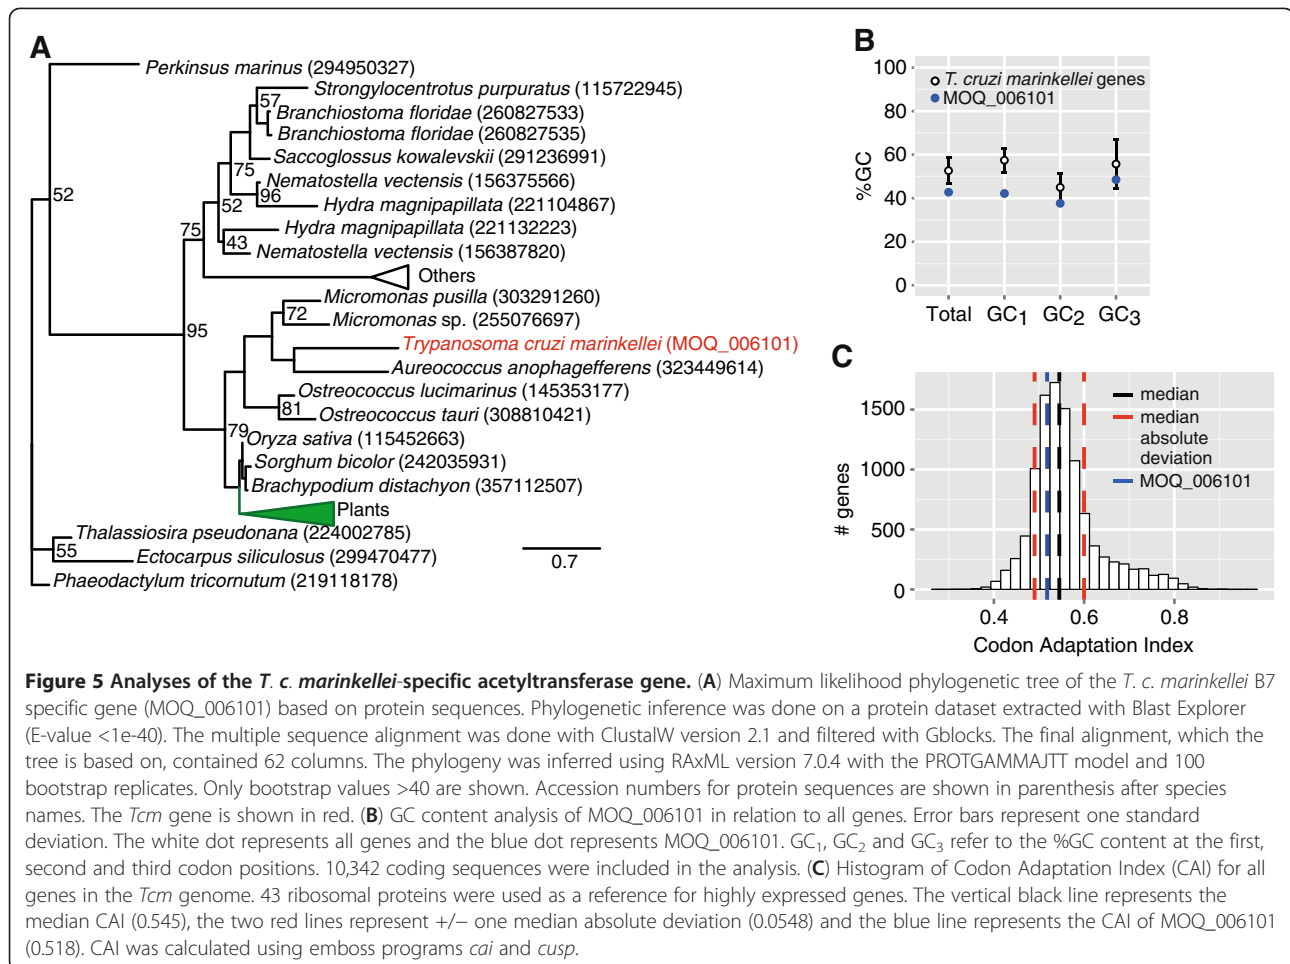 A
Perkinsus marinus (294950327)
Strongylocentrotus purpuratus (115722945)
57
Branchiostoma floridae (260827533)
Branchiostoma floridae (260827535)
Saccoglossus kowalevskii (291236991)
75
Nematostella vectensis (156375566)
96
Hydra magnipapillata (221104867)
52
52
75
Hydra magnipapillata (221132223)
43
Nematostella vectensis (156387820)
Others
Micromonas pusilla (303291260)
72
Micromonas sp. (255076697)
95
Trypanosoma cruzi marinkellei (MOQ_006101)
Aureococcus anophagefferens (323449614)
Ostreococcus lucimarinus (145353177)
81
Ostreococcus tauri (308810421)
79
Oryza sativa (115452663)
Sorghum bicolor (242035931)
Brachypodium distachyon (357112507)
Plants
Thalassiosira pseudonana (224002785)
55
Ectocarpus siliculosus (299470477)
Phaeodactylum tricornutum (219118178)
0.7
B
100
80
60
40
20
0
%GC
T. cruzi marinkellei genes
MOQ_006101
Total GC1 GC2 GC3
C
1500
1000
500
0
# genes
median
median
absolute
deviation
MOQ_006101
0.4 0.6 0.8
Codon Adaptation Index
Figure 5 Analyses of the T. c. marinkellei-specific acetyltransferase gene. (A) Maximum likelihood phylogenetic tree of the T. c. marinkellei B7
specific gene (MOQ_006101) based on protein sequences. Phylogenetic inference was done on a protein dataset extracted with Blast Explorer
(E-value <1e-40). The multiple sequence alignment was done with ClustalW version 2.1 and filtered with Gblocks. The final alignment, which the
tree is based on, contained 62 columns. The phylogeny was inferred using RAxML version 7.0.4 with the PROTGAMMAJTT model and 100
bootstrap replicates. Only bootstrap values >40 are shown. Accession numbers for protein sequences are shown in parenthesis after species
names. The Tcm gene is shown in red. (B) GC content analysis of MOQ_006101 in relation to all genes. Error bars represent one standard
deviation. The white dot represents all genes and the blue dot represents MOQ_006101. GC1, GC2 and GC3 refer to the %GC content at the first,
second and third codon positions. 10,342 coding sequences were included in the analysis. (C) Histogram of Codon Adaptation Index (CAI) for all
genes in the Tcm genome. 43 ribosomal proteins were used as a reference for highly expressed genes. The vertical black line represents the
median CAI (0.545), the two red lines represent +/− one median absolute deviation (0.0548) and the blue line represents the CAI of MOQ_006101
(0.518). CAI was calculated using emboss programs cai and cusp.